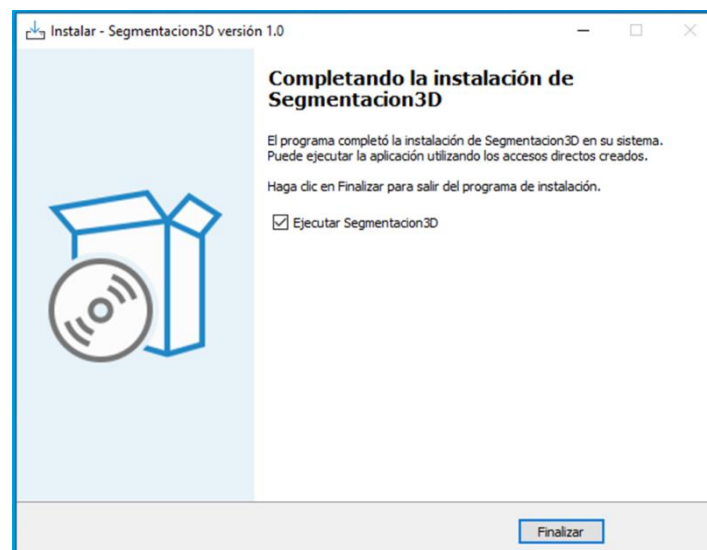 Instalar - Segmentacion3D versión 1.0
Completando la instalación de
Segmentacion3D
El programa completó la instalación de Segmentacion3D en su sistema.
Puede ejecutar la aplicación utilizando los accesos directos creados.
Haga clic en Finalizar para salir del programa de instalación.
Ejecutar Segmentacion3D
Finalizar